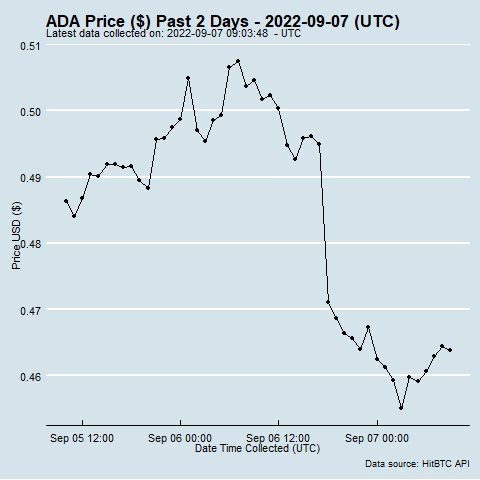 ADA Price ($) Past 2 Days - 2022-09-07 (UTC)
Latest data collected on: 2022-09-07 09:03:48 - UTC
0.51
0.50
0.49
0.48
0.47
0.46
Price USD ($)
Sep 05 12:00 Sep 06 00:00 Sep 06 12:00 Sep 07 00:00
Date Time Collected (UTC)
Data source: HitBTC API